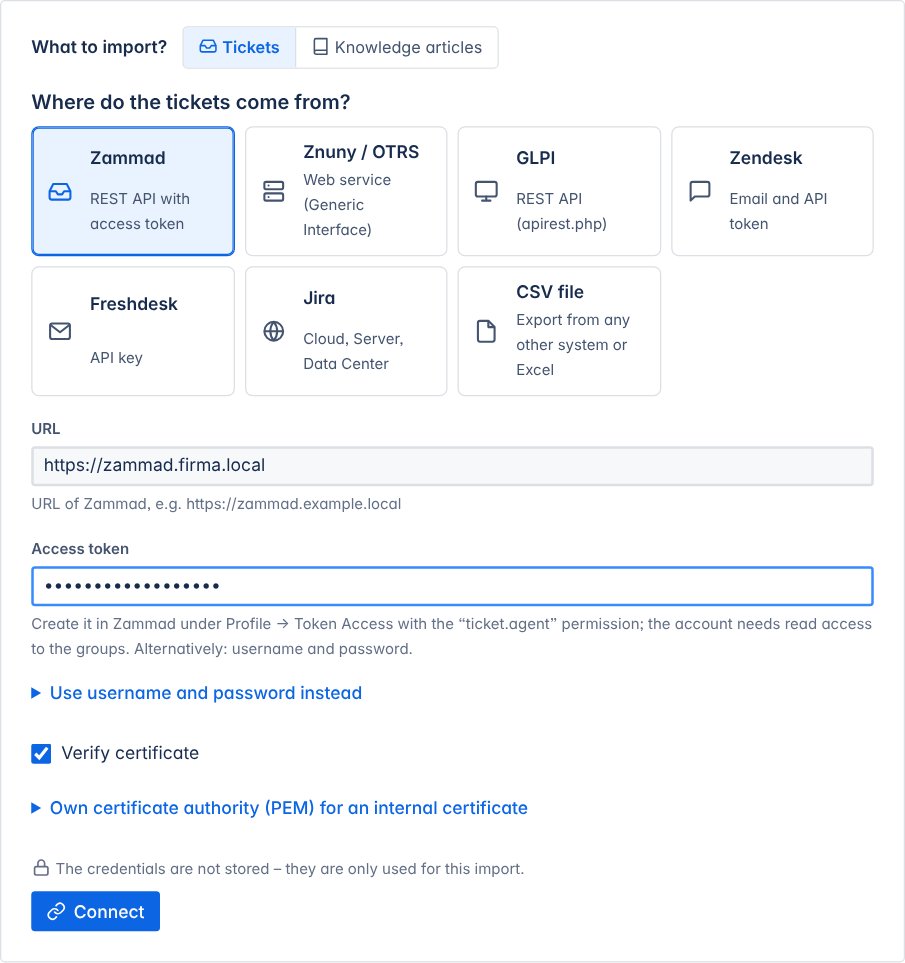 What to import?
Tickets
Knowledge articles
Where do the tickets come from?
Zammad
REST API with
access token
Znuny / OTRS
Web service
(Generic
Interface)
GLPI
REST API
(apirest.php)
Zendesk
Email and API
token
Freshdesk
API key
Jira
Cloud, Server,
Data Center
CSV file
Export from any
other system or
Excel
URL
https://zammad.firma.local
URL of Zammad, e.g. https://zammad.example.local
Access token
••••••••••••••••••
Create it in Zammad under Profile → Token Access with the “ticket.agent” permission; the account needs read access
to the groups. Alternatively: username and password.
Use username and password instead
Verify certificate
Own certificate authority (PEM) for an internal certificate
The credentials are not stored – they are only used for this import.
Connect